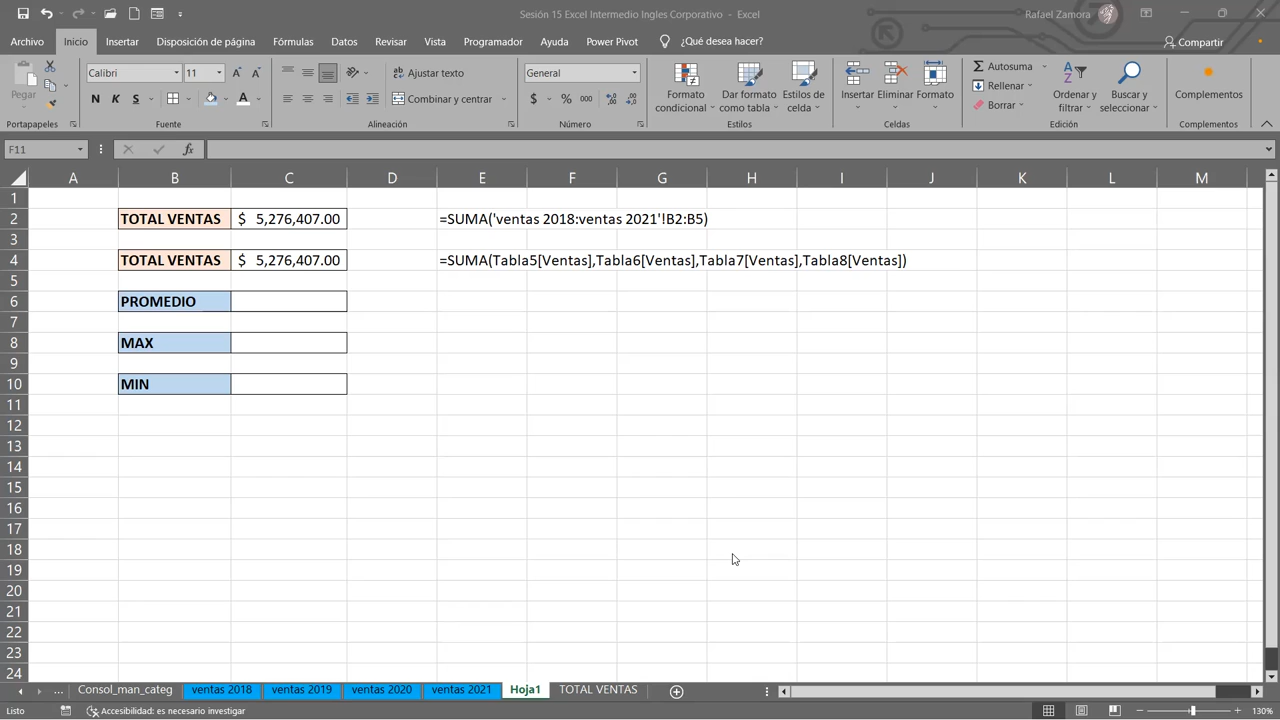 Sesión 15 Excel Intermedio Ingles Corporativo - Excel
Rafael Zamora
Archivo Inicio Insertar Disposición de página Fórmulas Datos Revisar Vista Programador Ayuda Power Pivot ¿Qué desea hacer? Compartir
Pegar
Calibri 11
N K S A
Ajustar texto
Combinar y centrar
General
$ % 000
Formato condicional
Dar formato como tabla
Estilos de celda
Insertar Eliminar Formato
Autosuma
Rellenar
Borrar
Ordenar y filtrar
Buscar y seleccionar
Complementos
Portapapeles Fuente Alineación Número Estilos Celdas Edición Complementos
F11 fx
A B C D E F G H I J K L M
1
2 TOTAL VENTAS $ 5,276,407.00 =SUMA('ventas 2018:ventas 2021'!B2:B5)
3
4 TOTAL VENTAS $ 5,276,407.00 =SUMA(Tabla5[Ventas],Tabla6[Ventas],Tabla7[Ventas],Tabla8[Ventas])
5
6 PROMEDIO
7
8 MAX
9
10 MIN
11
12
13
14
15
16
17
18
19
20
21
22
23
24
... Consol_man_categ ventas 2018 ventas 2019 ventas 2020 ventas 2021 Hoja1 TOTAL VENTAS
Listo Accesibilidad: es necesario investigar 130%